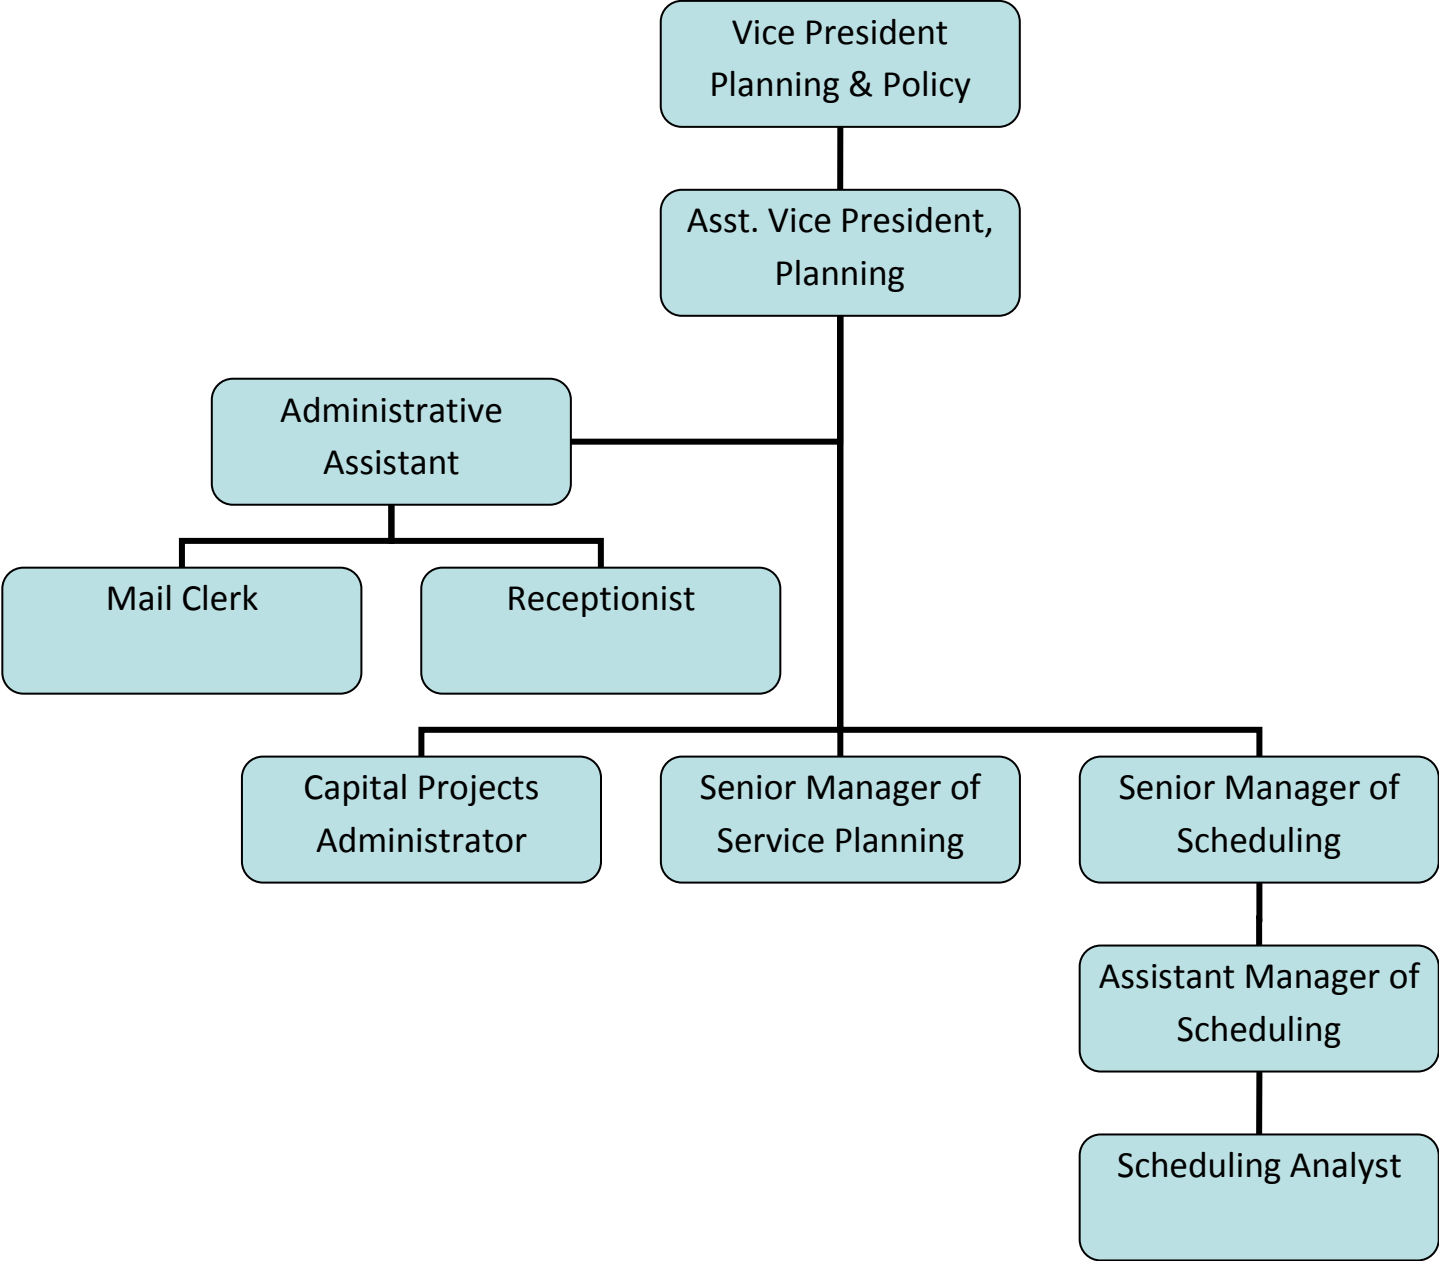 Vice President
Planning & Policy
Asst. Vice President,
Planning
Administrative
Assistant
Mail Clerk
Receptionist
Capital Projects
Administrator
Senior Manager of
Service Planning
Senior Manager of
Scheduling
Assistant Manager of
Scheduling
Scheduling Analyst